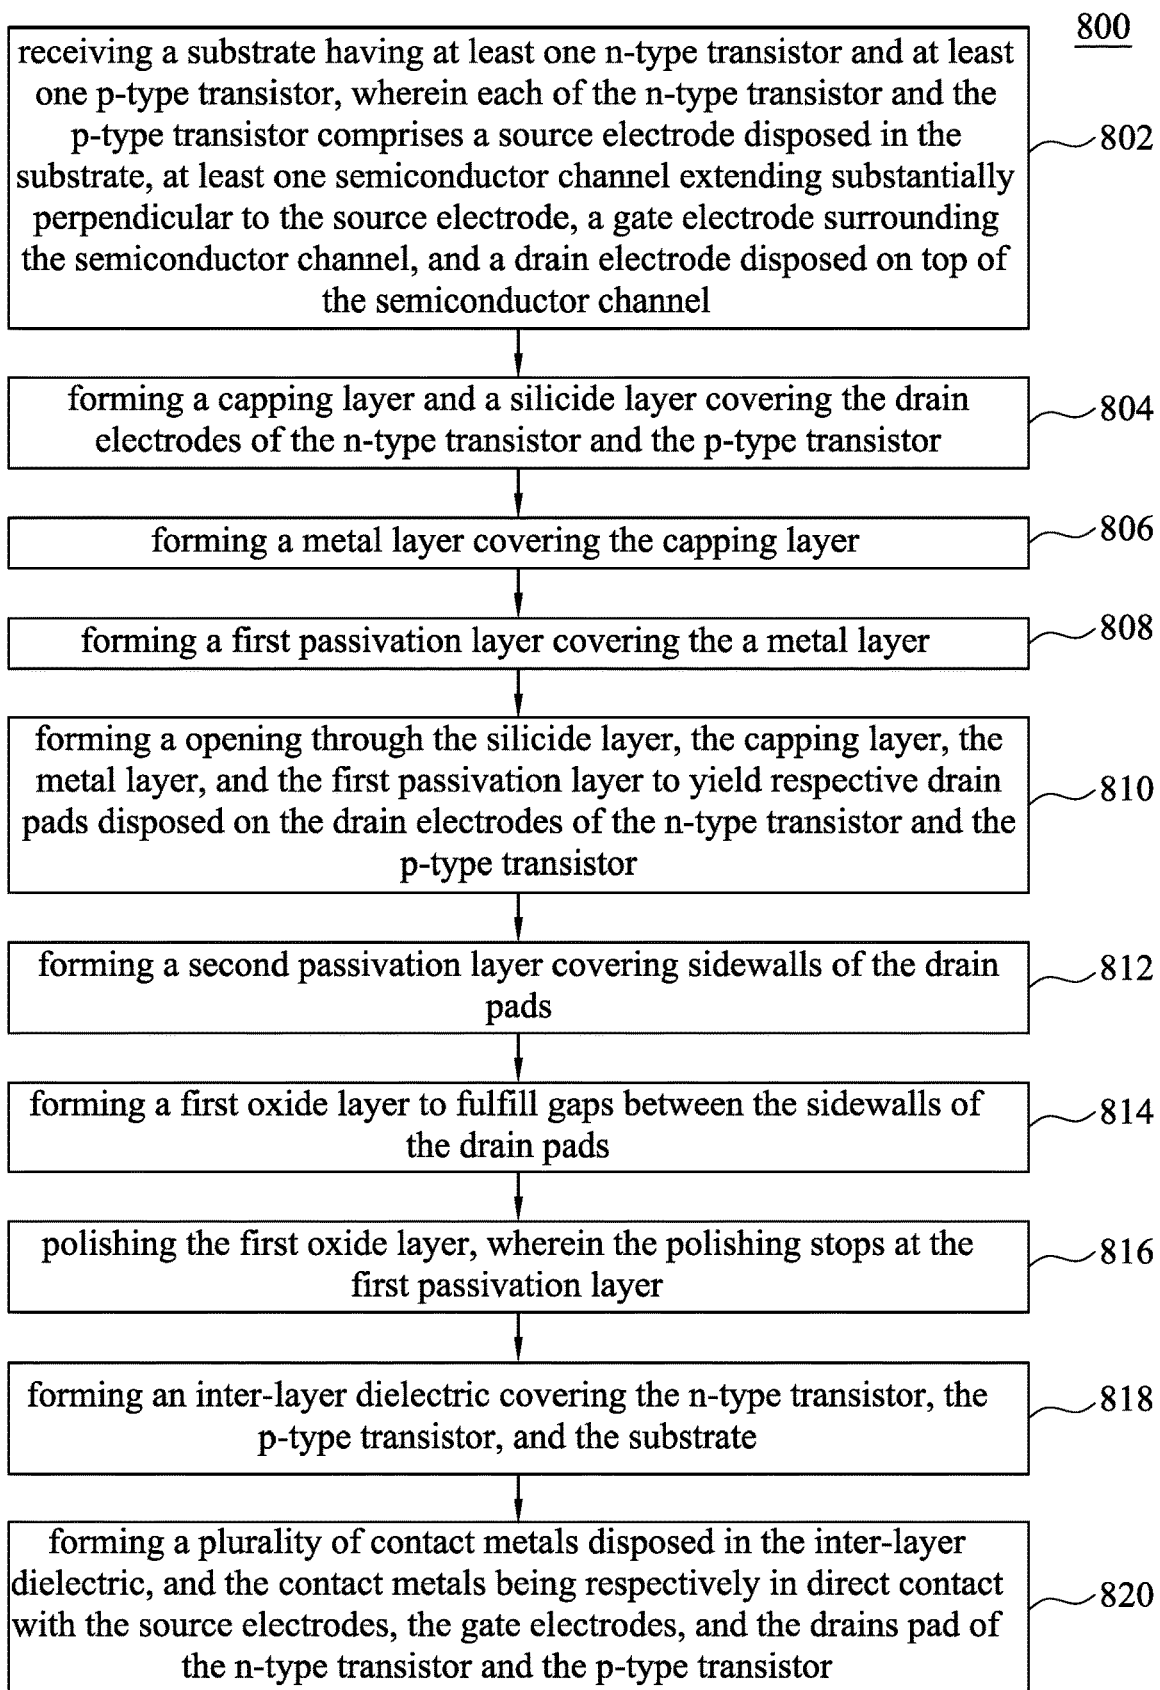 800
receiving a substrate having at least one n-type transistor and at least
one p-type transistor, wherein each of the n-type transistor and the
p-type transistor comprises a source electrode disposed in the
substrate, at least one semiconductor channel extending substantially
perpendicular to the source electrode, a gate electrode surrounding
the semiconductor channel, and a drain electrode disposed on top of
the semiconductor channel
802
forming a capping layer and a silicide layer covering the drain
electrodes of the n-type transistor and the p-type transistor
804
forming a metal layer covering the capping layer
806
forming a first passivation layer covering the a metal layer
808
forming a opening through the silicide layer, the capping layer, the
metal layer, and the first passivation layer to yield respective drain
pads disposed on the drain electrodes of the n-type transistor and the
p-type transistor
810
forming a second passivation layer covering sidewalls of the drain
pads
812
forming a first oxide layer to fulfill gaps between the sidewalls of
the drain pads
814
polishing the first oxide layer, wherein the polishing stops at the
first passivation layer
816
forming an inter-layer dielectric covering the n-type transistor, the
p-type transistor, and the substrate
818
forming a plurality of contact metals disposed in the inter-layer
dielectric, and the contact metals being respectively in direct contact
with the source electrodes, the gate electrodes, and the drains pad of
the n-type transistor and the p-type transistor
820